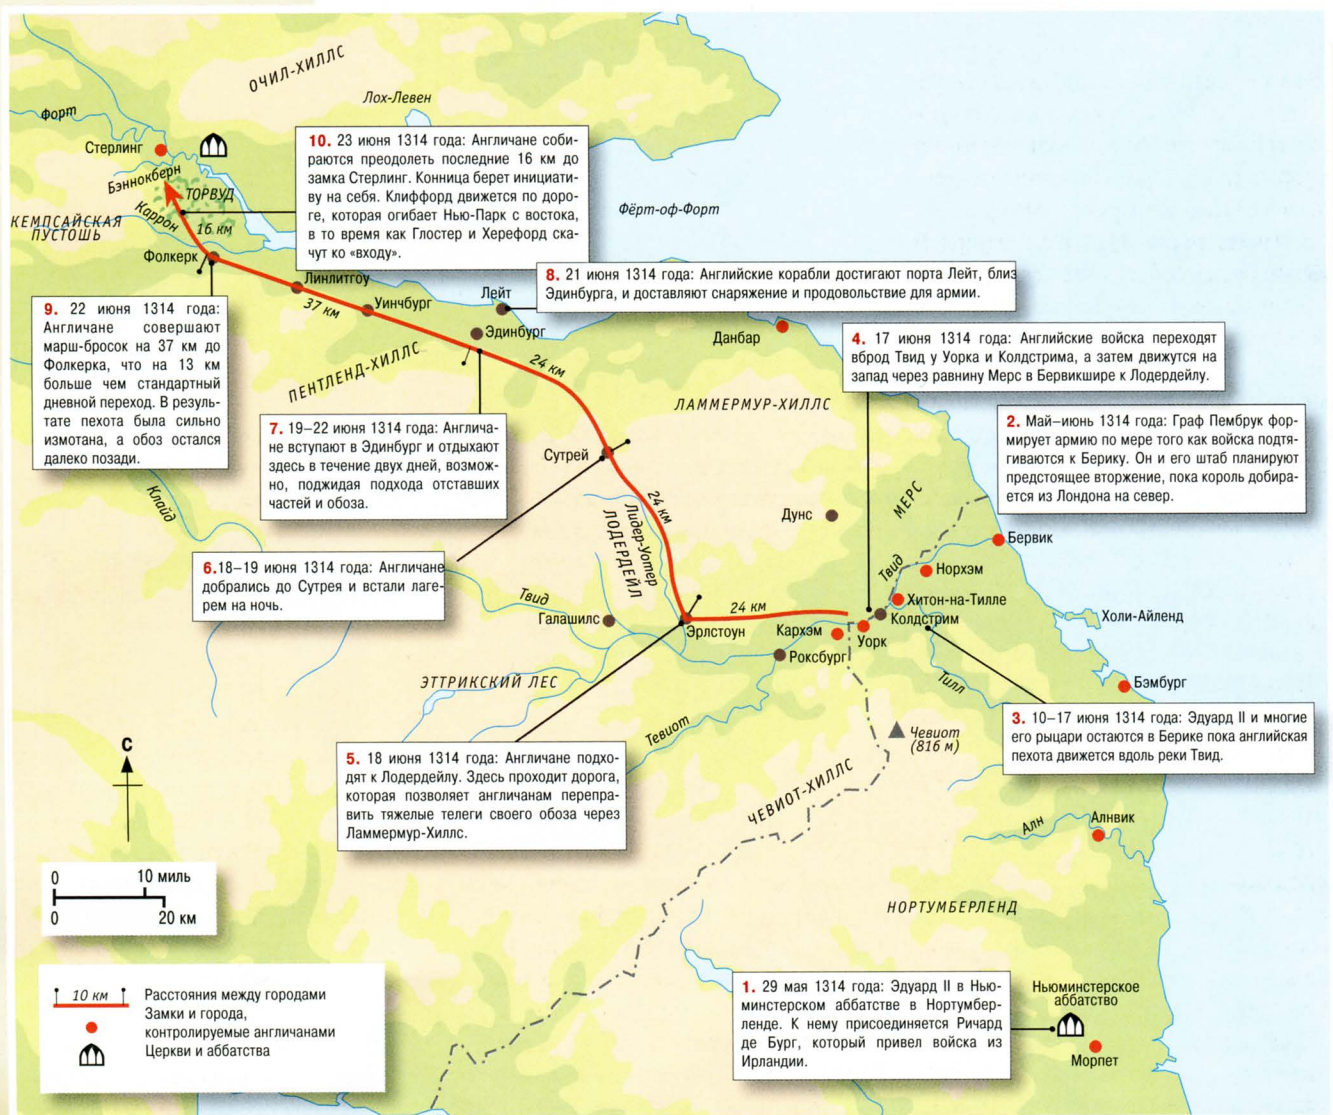 ОЧИЛ-ХИЛЛС
Лох-Левен
Форт
Стерлинг
Бэннокберн
ТОРВУД
КЕМПСАЙСКАЯ
ПУСТОШЬ
Каррон
16 км
Фолкерк
10. 23 июня 1314 года: Англичане соби-
раются преодолеть последние 16 км до
замка Стерлинг. Конница берет инициати-
ву на себя. Клиффорд движется по доро-
ге, которая огибает Нью-Парк с востока,
в то время как Глостер и Херефорд ска-
чут ко «входу».
Фёрт-оф-Форт
8. 21 июня 1314 года: Английские корабли достигают порта Лейт, близ
Эдинбурга, и доставляют снаряжение и продовольствие для армии.
Линлитгоу
37 км
Уинчбург
Лейт
Эдинбург
24 км
ПЕНТЛЕНД-ХИЛЛС
Данбар
9. 22 июня 1314 года:
Англичане совершают
марш-бросок на 37 км до
Фолкерка, что на 13 км
больше чем стандартный
дневной переход. В резуль-
тате пехота была сильно
измотана, а обоз остался
далеко позади.
4. 17 июня 1314 года: Английские войска переходят
вброд Твид у Уорка и Колдстрима, а затем движутся на
запад через равнину Мерс в Бервикшире к Лодердейлу.
ЛАММЕРМУР-ХИЛЛС
2. Май–июнь 1314 года: Граф Пембрук фор-
мирует армию по мере того как войска подтя-
гиваются к Берику. Он и его штаб планируют
предстоящее вторжение, пока король добира-
ется из Лондона на север.
7. 19–22 июня 1314 года: Англича-
не вступают в Эдинбург и отдыхают
здесь в течение двух дней, возмож-
но, поджидая подхода отставших
частей и обоза.
Сутрей
Клайд
24 км
Лидер-Уотер
ЛОДЕРДЕЙЛ
Дунс
МЕРС
Бервик
6.18–19 июня 1314 года: Англичане
добрались до Сутрея и встали лаге-
рем на ночь.
Твид
Норхэм
Хитон-на-Тилле
Твид
Галашилс
Эрлстоун
24 км
Кархэм
Уорк
Колдстрим
Холи-Айленд
Роксбург
ЭТТРИКСКИЙ ЛЕС
Тилл
Бэмбург
Тевиот
Чевиот
(816 м)
3. 10–17 июня 1314 года: Эдуард II и многие
его рыцари остаются в Берике пока английская
пехота движется вдоль реки Твид.
5. 18 июня 1314 года: Англичане подхо-
дят к Лодердейлу. Здесь проходит дорога,
которая позволяет англичанам перепра-
вить тяжелые телеги своего обоза через
Ламмермур-Хиллс.
ЧЕВИОТ-ХИЛЛС
С
Алн
Алнвик
0 10 миль
0 20 км
НОРТУМБЕРЛЕНД
10 км
Расстояния между городами
Замки и города,
контролируемые англичанами
Церкви и аббатства
1. 29 мая 1314 года: Эдуард II в Нью-
минстерском аббатстве в Нортумбер-
ленде. К нему присоединяется Ричард
де Бург, который привел войска из
Ирландии.
Ньюминстерское
аббатство
Морпет